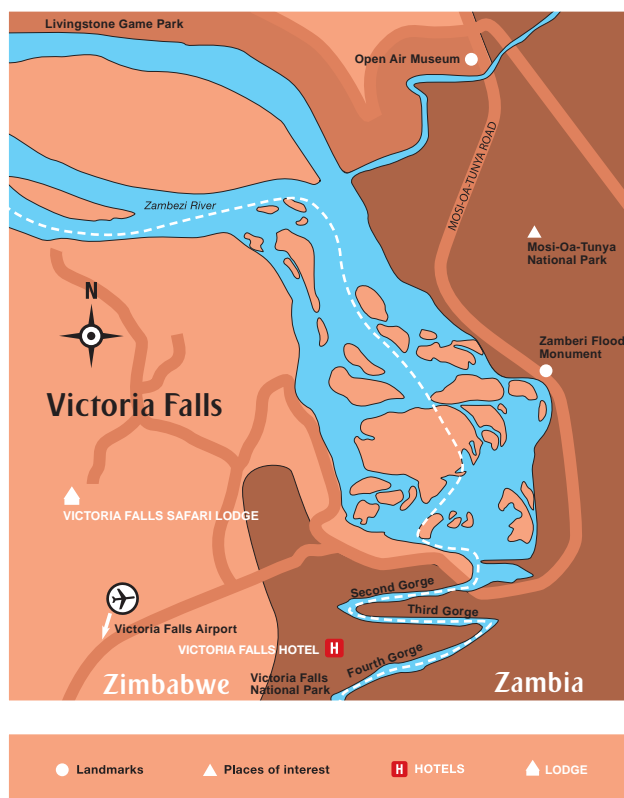 Livingstone Game Park
Open Air Museum
MOSI-OA-TUNYA ROAD
Zambezi River
Mosi-Oa-Tunya
National Park
N
Zamberi Flood
Monument
Victoria Falls
VICTORIA FALLS SAFARI LODGE
Second Gorge
Third Gorge
Victoria Falls Airport
VICTORIA FALLS HOTEL H
Fourth Gorge
Zimbabwe
Victoria Falls
National Park
Zambia
Landmarks
Places of interest
H HOTELS
LODGE